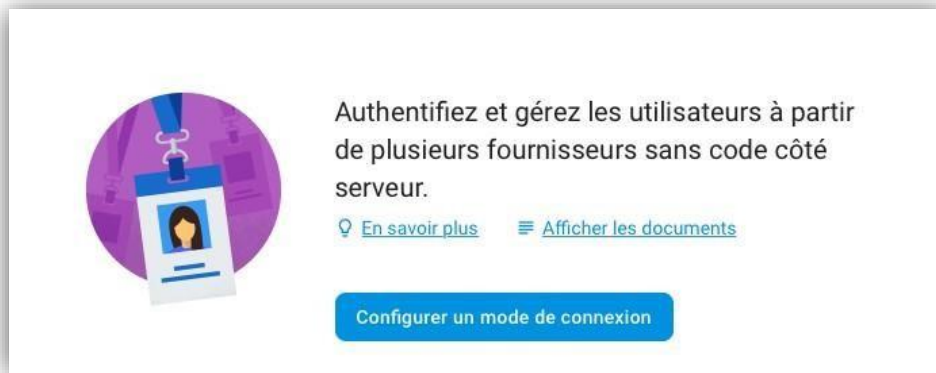 Authentifiez et gérez les utilisateurs à partir
de plusieurs fournisseurs sans code côté
serveur.
En savoir plus Afficher les documents
Configurer un mode de connexion